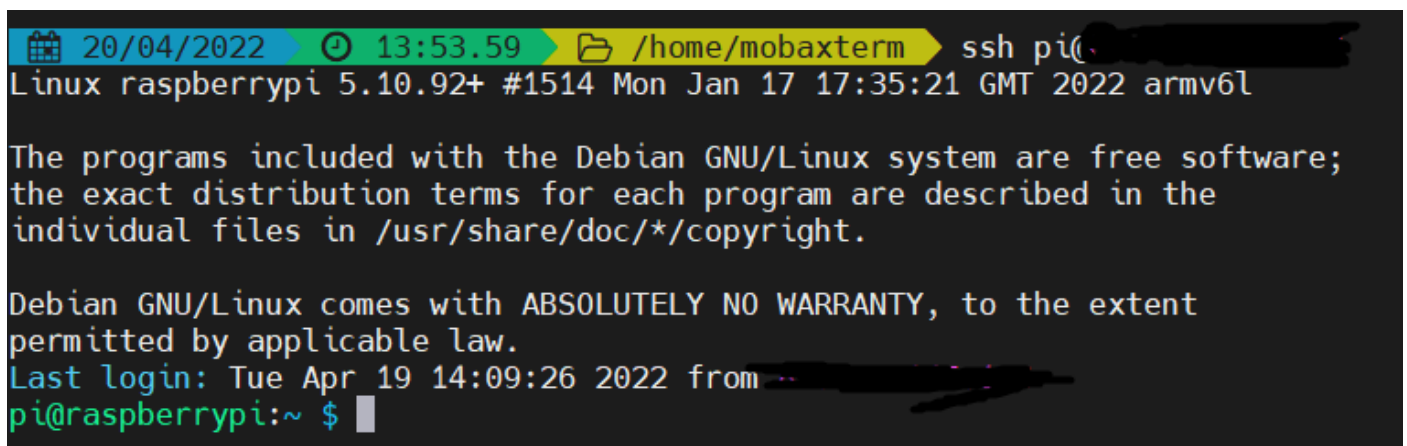 20/04/2022 13:53.59 /home/mobaxterm ssh pi@
Linux raspberrypi 5.10.92+ #1514 Mon Jan 17 17:35:21 GMT 2022 armv6l
The programs included with the Debian GNU/Linux system are free software;
the exact distribution terms for each program are described in the
individual files in /usr/share/doc/*/copyright.
Debian GNU/Linux comes with ABSOLUTELY NO WARRANTY, to the extent
permitted by applicable law.
Last login: Tue Apr 19 14:09:26 2022 from
pi@raspberrypi:~ $